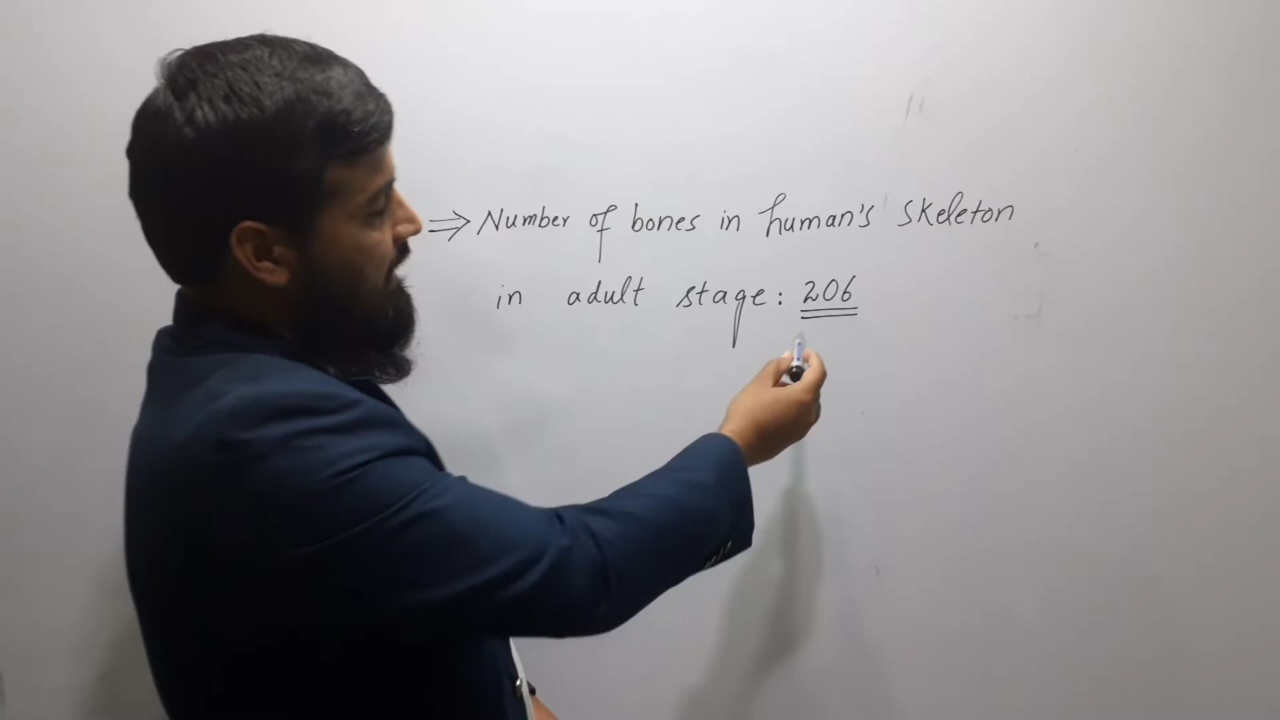 ⇒ Number of bones in human's skeleton
in adult stage: 206